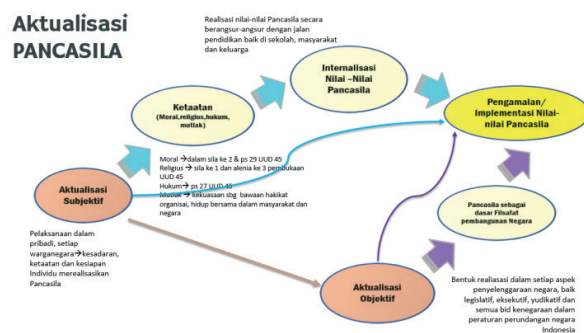 Aktualisasi
PANCASILA
Realisasi nilai-nilai Pancasila secara
berangsur-angsur dengan jalan
pendidikan baik di sekolah, masyarakat
dan keluarga
Internalisasi
Nilai –Nilai
Pancasila
Ketaatan
(Moral,religius,hukum,
mutlak)
Pengamalan/
Implementasi Nilai-
nilai Pancasila
Moral →dalam sila ke 2 & ps 29 UUD 45
Religius → sila ke 1 dan alenia ke 3 pembukaan
UUD 45
Hukum→ ps 27 UUD 45
Mutlak → kekuasaan sbg bawaan hakikat
organisai, hidup bersama dalam masyarakat dan
negara
Aktualisasi
Subjektif
Pancasila sebagai
dasar Filsafat
pembangunan Negara
Pelaksanaan dalam
pribadi, setiap
warganegara→kesadaran,
ketaatan dan kesiapan
Individu merealisasikan
Pancasila
Aktualisasi
Objektif
Bentuk realiasasi dalam setiap aspek
penyelenggaraan negara, baik
legislatif, eksekutif, yudikatif dan
semua bid kenegaraan dalam
peraturan perundangan negara
Indonesia